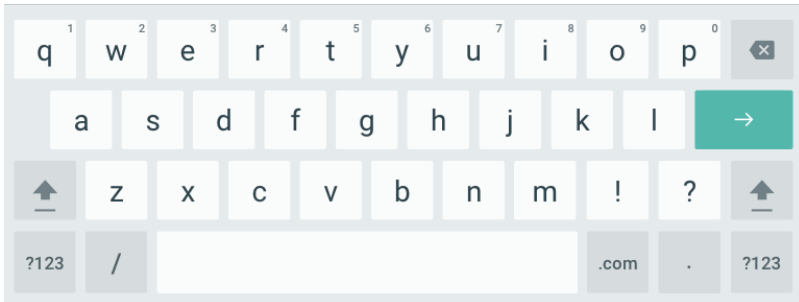 q 1 w 2 e 3 r 4 t 5 y 6 u 7 i 8 o 9 p 0
a s d f g h j k l →
z x c v b n m ! ?
?123 / .com . ?123